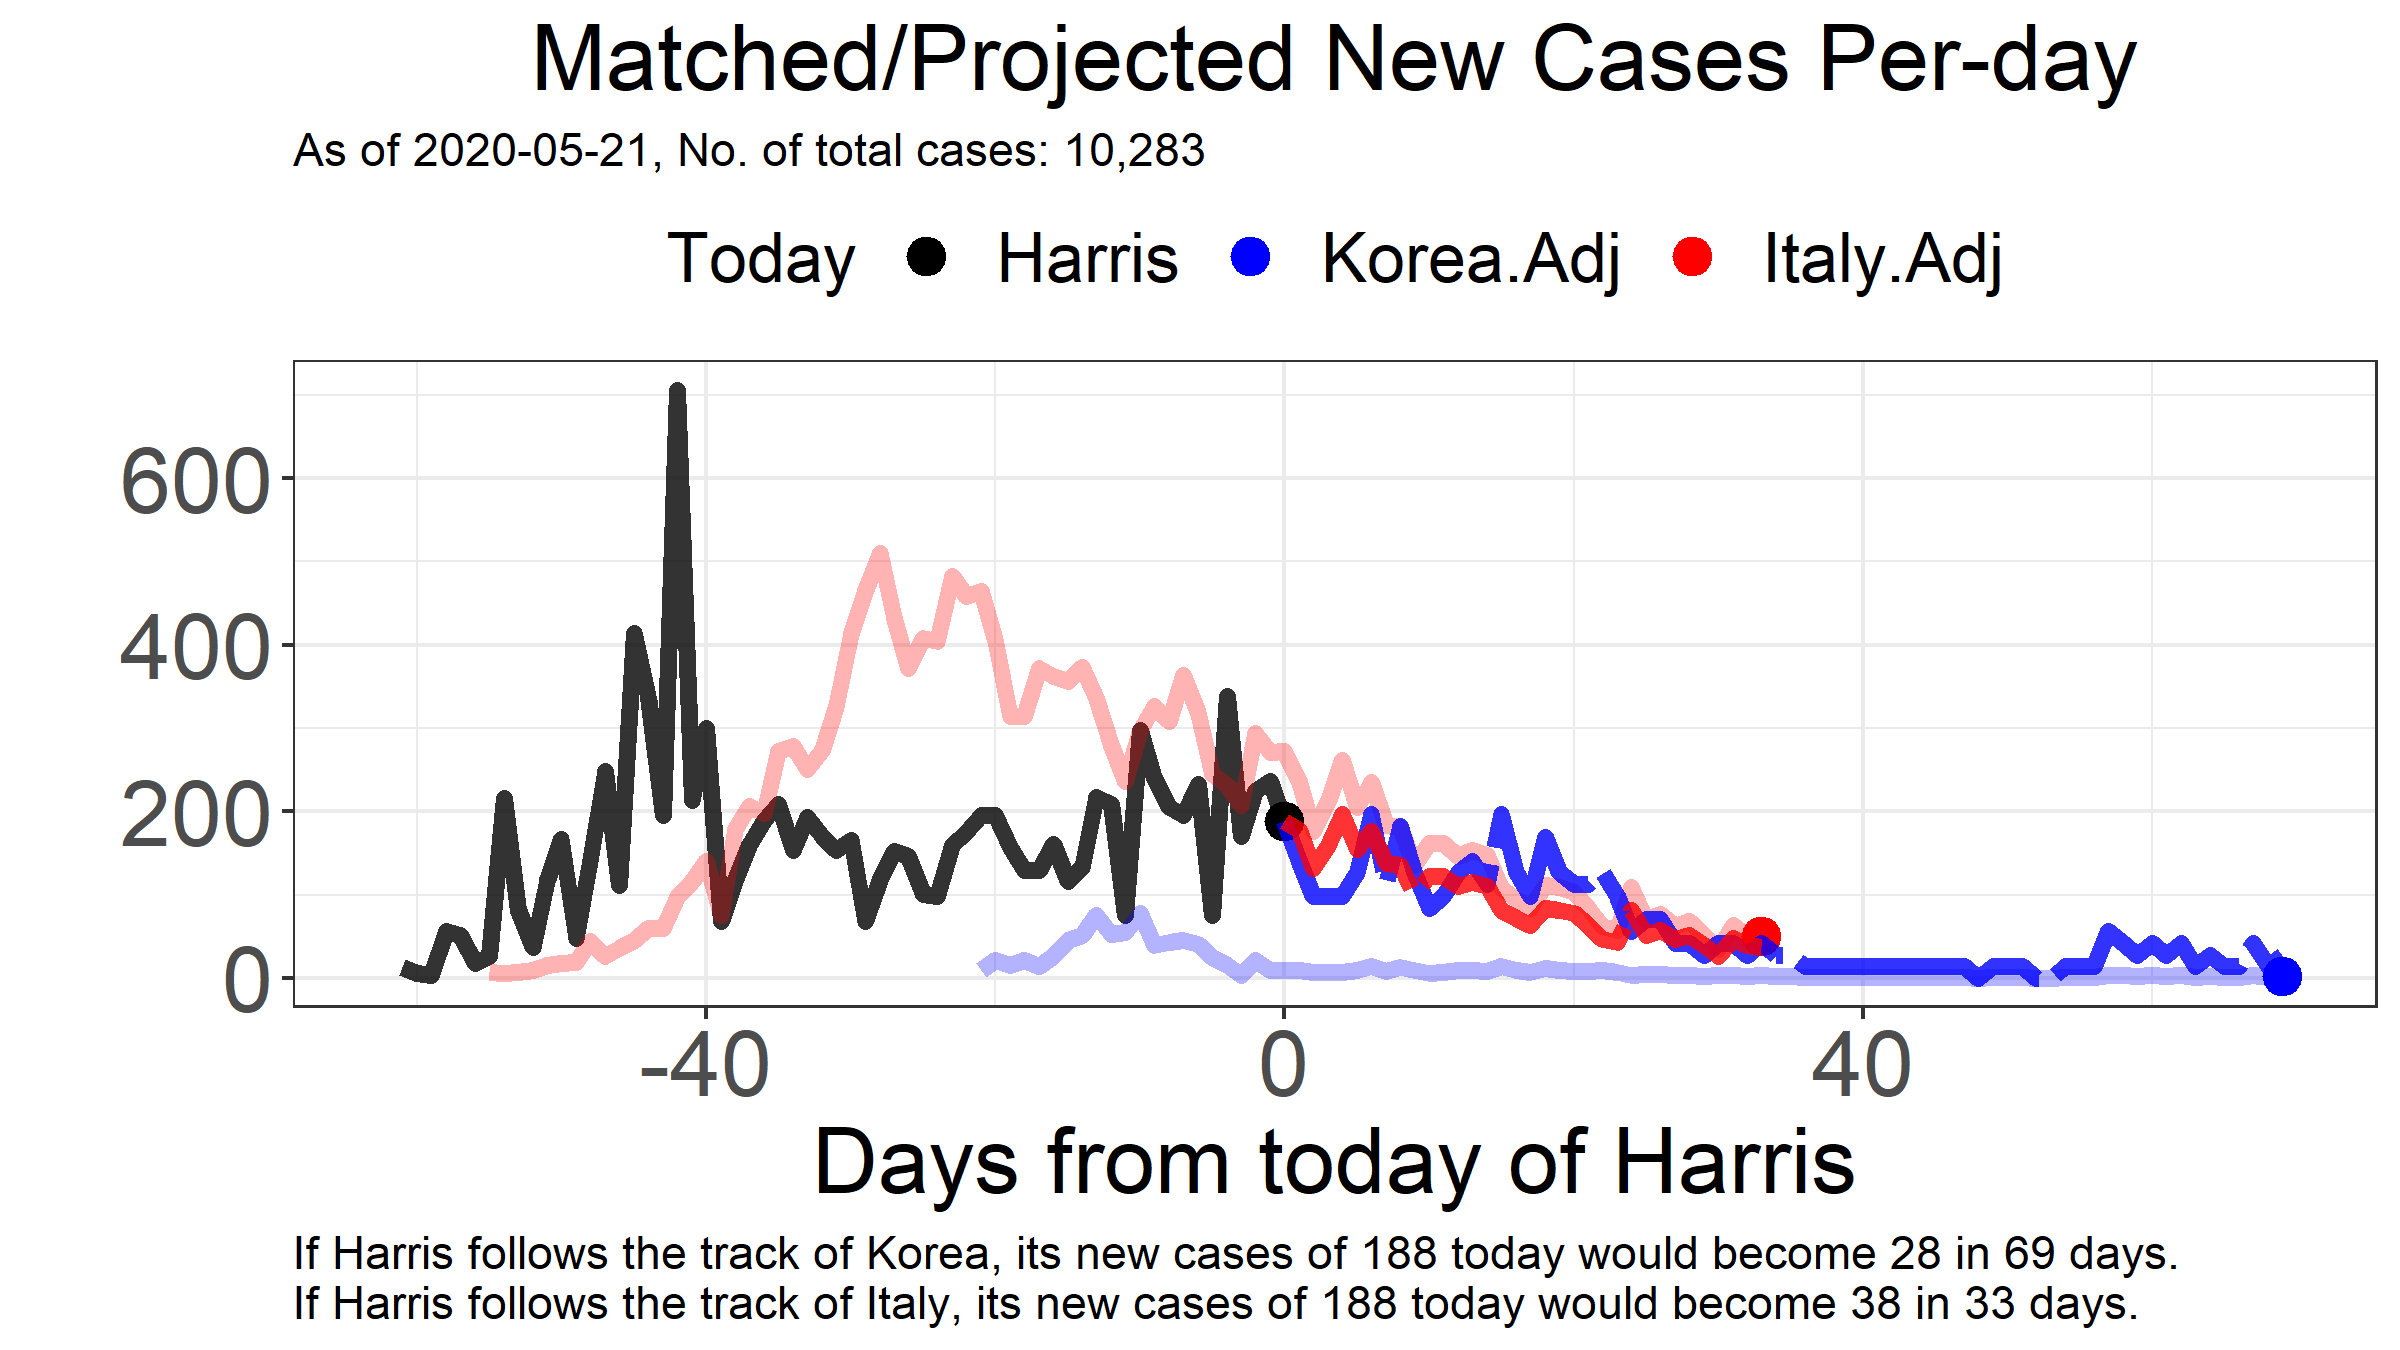 Matched/Projected New Cases Per-day
As of 2020-05-21, No. of total cases: 10,283
Today Harris Korea.Adj Italy.Adj
600
400
200
0
-40 0 40
Days from today of Harris
If Harris follows the track of Korea, its new cases of 188 today would become 28 in 69 days.
If Harris follows the track of Italy, its new cases of 188 today would become 38 in 33 days.